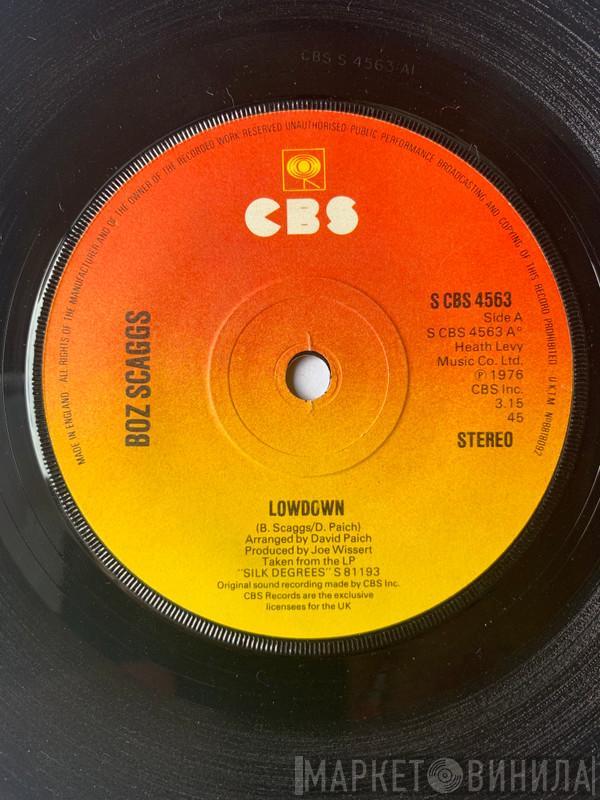 CBS S 4563 A1
MADE IN ENGLAND ALL RIGHTS OF THE MANUFACTURER AND OF THE OWNER OF THE RECORDED WORK RESERVED UNAUTHORISED PUBLIC PERFORMANCE BROADCASTING AND COPYING OF THIS RECORD PROHIBITED U.K.T.M. Nº 888092
CBS
BOZ SCAGGS
S CBS 4563
Side A
S CBS 4563 Aº
Heath Levy
Music Co. Ltd.
℗ 1976
CBS Inc.
3.15
45
STEREO
LOWDOWN
(B. Scaggs/D. Paich)
Arranged by David Paich
Produced by Joe Wissert
Taken from the LP
"SILK DEGREES" S 81193
Original sound recording made by CBS Inc.
CBS Records are the exclusive
licensees for the UK
МАРКЕТ ВИНИЛА